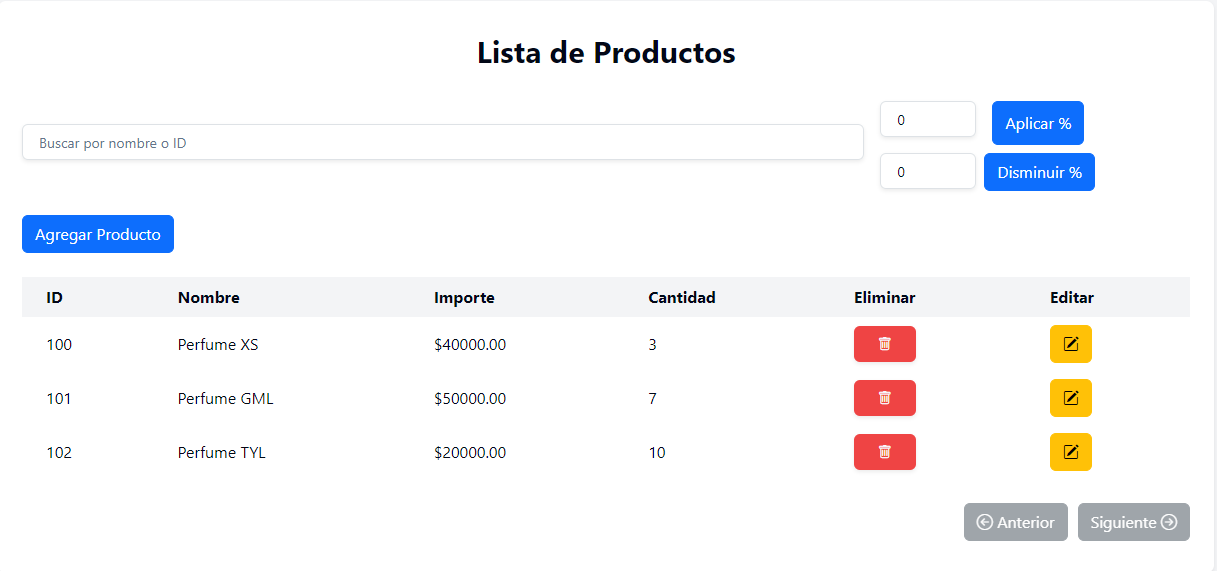 Lista de Productos
Buscar por nombre o ID
0 Aplicar %
0 Disminuir %
Agregar Producto
ID Nombre Importe Cantidad Eliminar Editar
100 Perfume XS $40000.00 3
101 Perfume GML $50000.00 7
102 Perfume TYL $20000.00 10
Anterior Siguiente